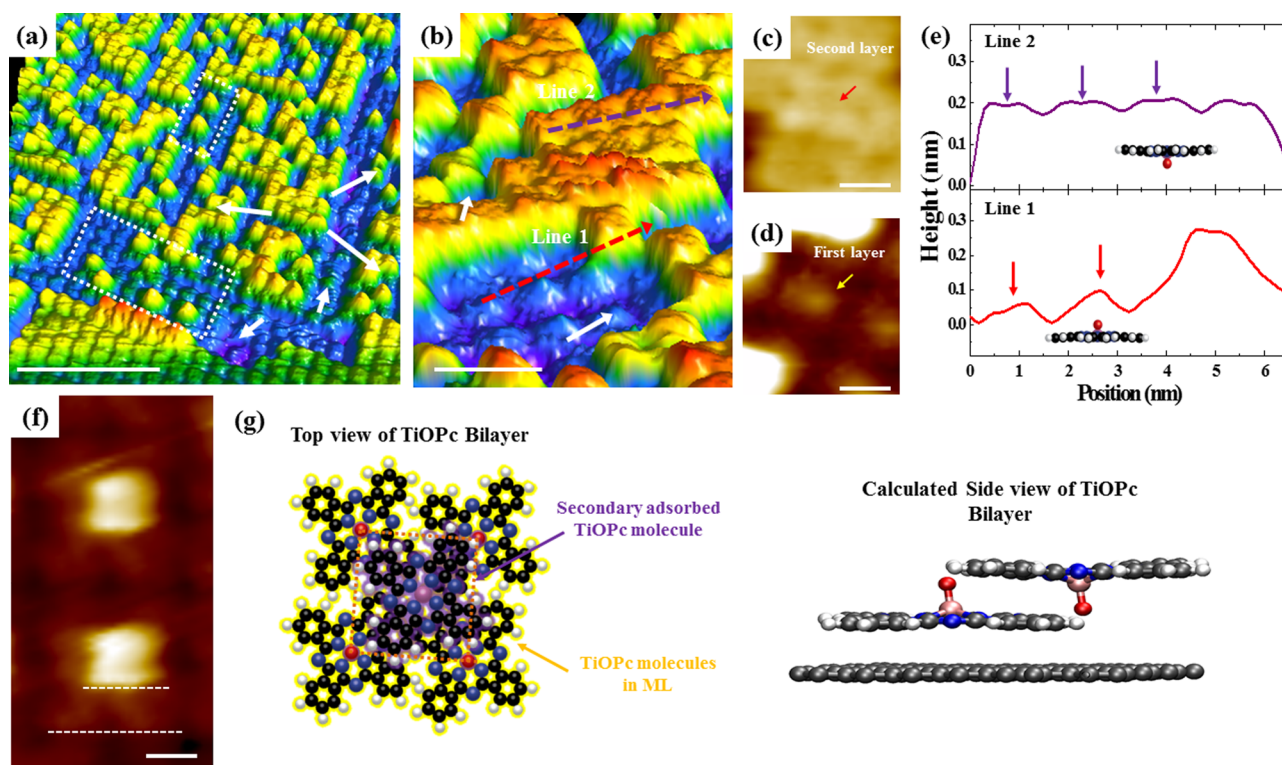 (a)
(b)
Line 2
Line 1
(c)
Second layer
(d)
First layer
(e)
Line 2
0.3
0.2
0.1
0.0
Line 1
0.3
0.2
0.1
0.0
Height (nm)
0 1 2 3 4 5 6
Position (nm)
(f)
(g)
Top view of TiOPc Bilayer
Secondary adsorbed
TiOPc molecule
TiOPc molecules
in ML
Calculated Side view of TiOPc
Bilayer